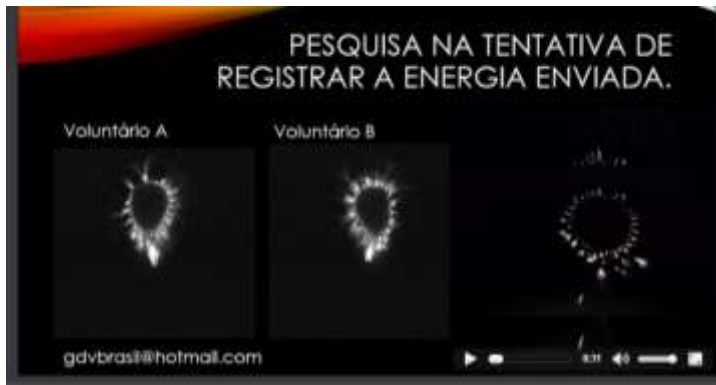 PESQUISA NA TENTATIVA DE
REGISTRAR A ENERGIA ENVIADA.
Voluntário A
Voluntário B
gdvbrasil@hotmail.com